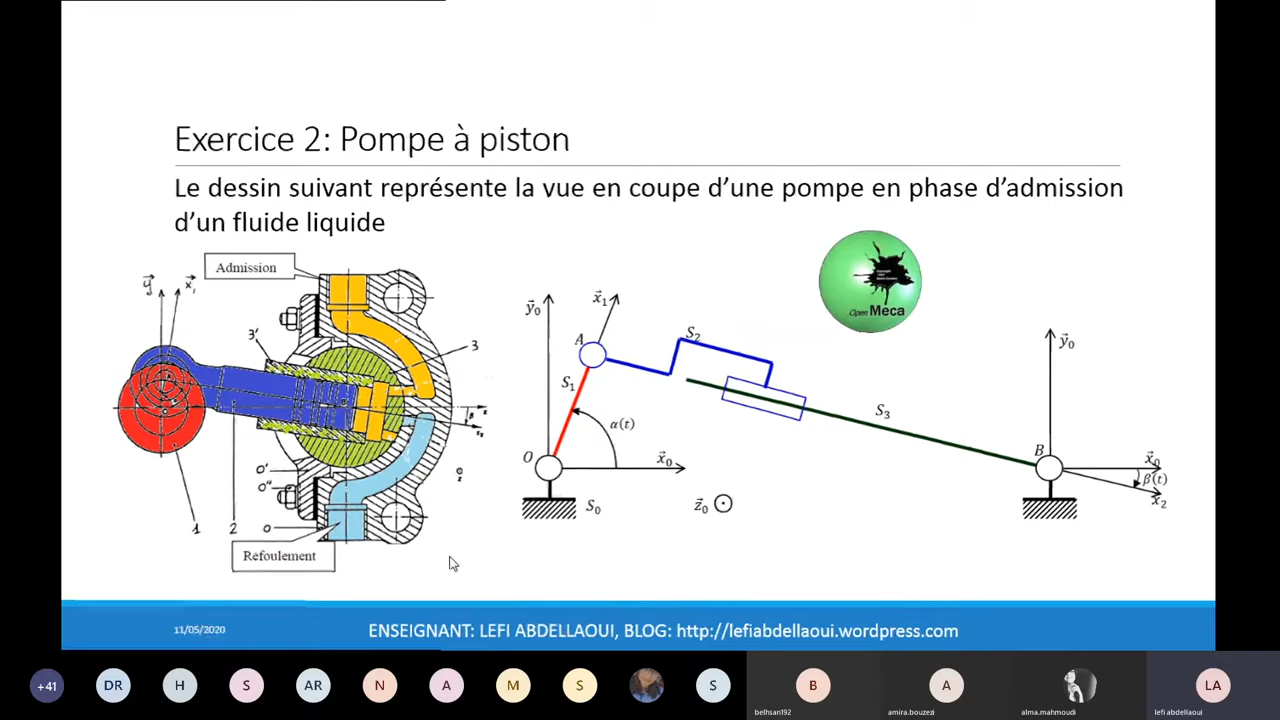 Exercice 2: Pompe à piston
Le dessin suivant représente la vue en coupe d’une pompe en phase d’admission
d’un fluide liquide
Admission
y
x₁
3'
3
β
x
x₂
O'
O''
O
1
2
Refoulement
Open Meca
y₀
x₁
A
S₂
S₁
α(t)
S₃
O
x₀
S₀
z₀
y₀
B
x₀
β(t)
x₂
11/05/2020
ENSEIGNANT: LEFI ABDELLAOUI, BLOG: http://lefiabdellaoui.wordpress.com
+41
DR
H
S
AR
N
A
M
S
S
B
A
LA
belhsan192
amira.bouzezi
alma.mahmoudi
lefi abdellaoui